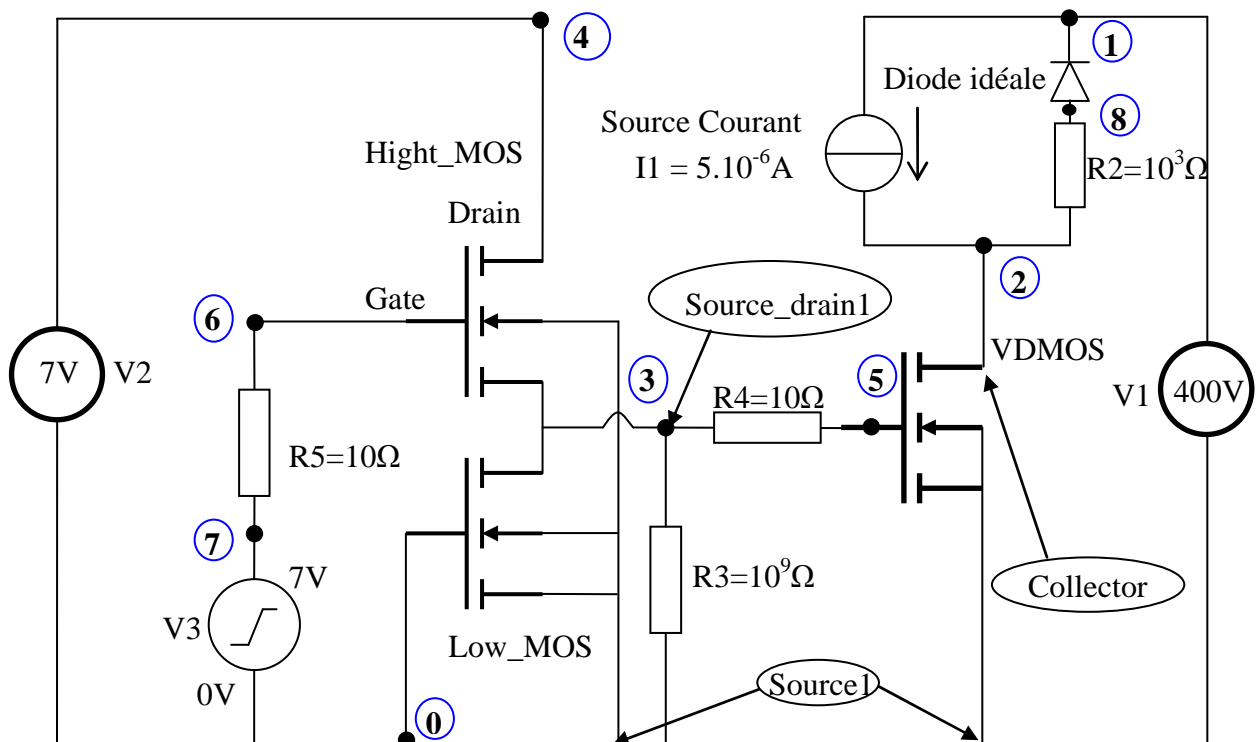 4
1
Diode idéale
8
Source Courant
I1 = 5.10⁻⁶A
R2=10³Ω
Hight_MOS
Drain
2
Source_drain1
Gate
6
VDMOS
7V
V2
3
5
R4=10Ω
V1
400V
R5=10Ω
7
7V
R3=10⁹Ω
Collector
V3
Low_MOS
0V
Source1
0